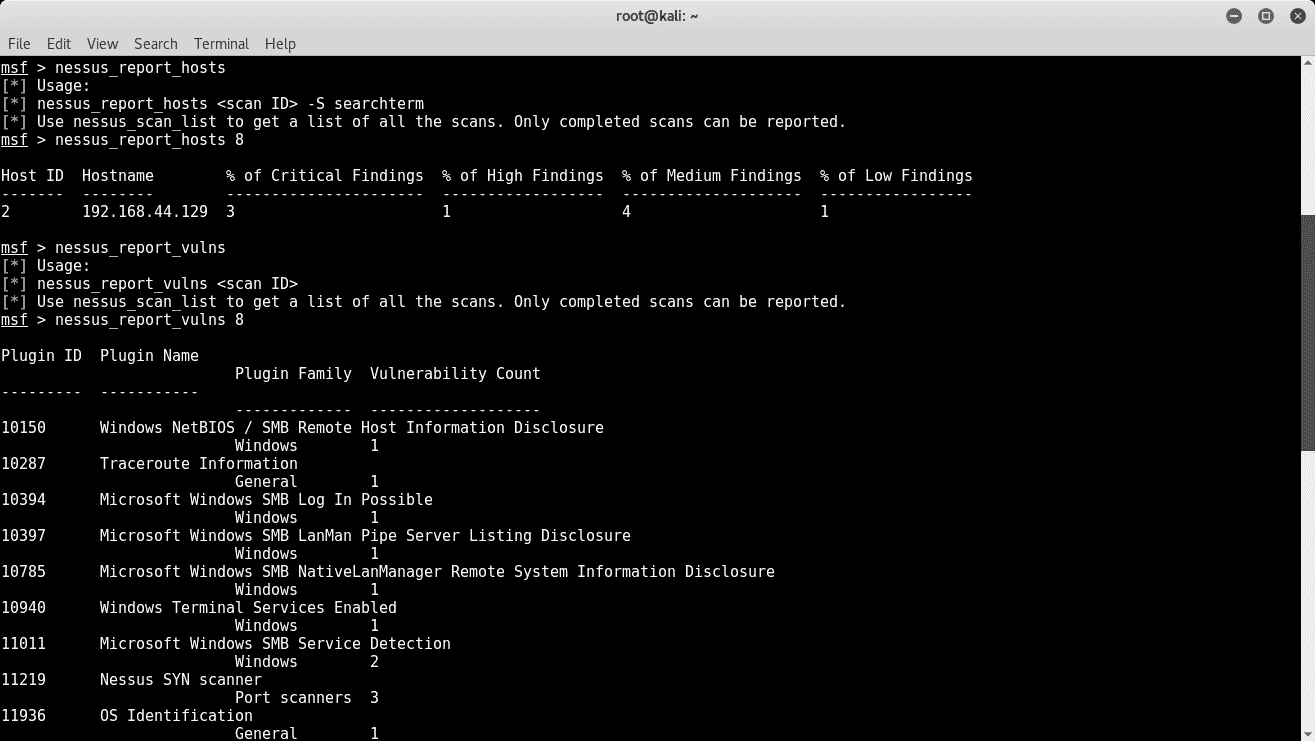 root@kali: ~
File Edit View Search Terminal Help
msf > nessus_report_hosts
[*] Usage:
[*] nessus_report_hosts <scan ID> -S searchterm
[*] Use nessus_scan_list to get a list of all the scans. Only completed scans can be reported.
msf > nessus_report_hosts 8
Host ID  Hostname        % of Critical Findings  % of High Findings  % of Medium Findings  % of Low Findings
-------  --------        ----------------------  ------------------  --------------------  -----------------
2        192.168.44.129  3                       1                   4                     1
msf > nessus_report_vulns
[*] Usage:
[*] nessus_report_vulns <scan ID>
[*] Use nessus_scan_list to get a list of all the scans. Only completed scans can be reported.
msf > nessus_report_vulns 8
Plugin ID  Plugin Name
                          Plugin Family  Vulnerability Count
---------  -----------
                          -------------  -------------------
10150      Windows NetBIOS / SMB Remote Host Information Disclosure
                          Windows        1
10287      Traceroute Information
                          General        1
10394      Microsoft Windows SMB Log In Possible
                          Windows        1
10397      Microsoft Windows SMB LanMan Pipe Server Listing Disclosure
                          Windows        1
10785      Microsoft Windows SMB NativeLanManager Remote System Information Disclosure
                          Windows        1
10940      Windows Terminal Services Enabled
                          Windows        1
11011      Microsoft Windows SMB Service Detection
                          Windows        2
11219      Nessus SYN scanner
                          Port scanners  3
11936      OS Identification
                          General        1